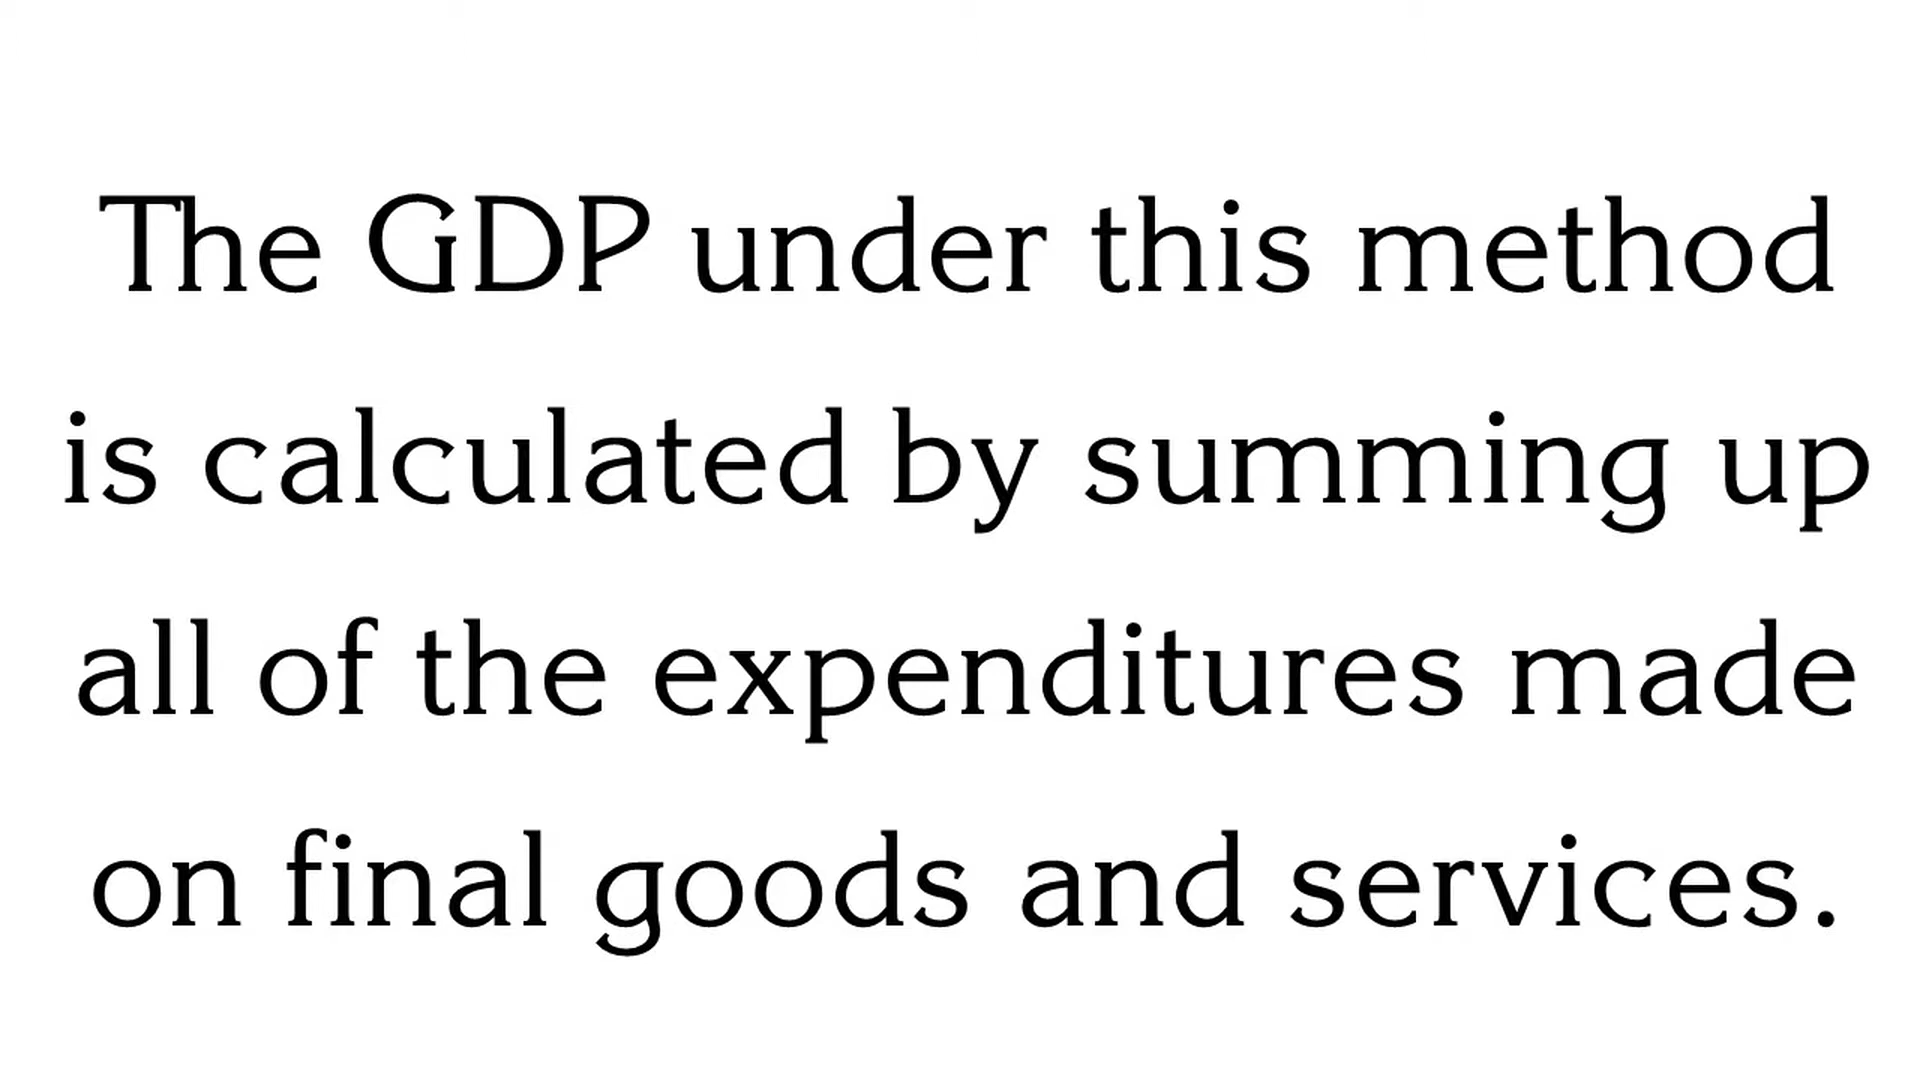 The GDP under this method
is calculated by summing up
all of the expenditures made
on final goods and services.